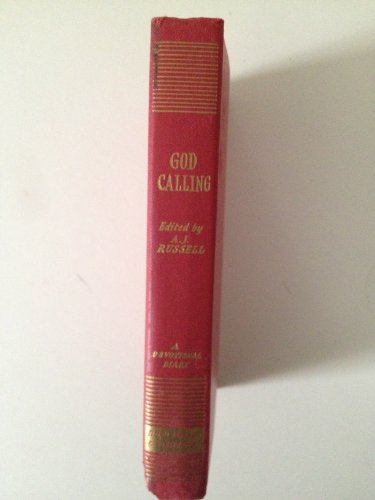 GOD
CALLING
Edited by
A.J.
RUSSELL
A
DEVOTIONAL
DIARY